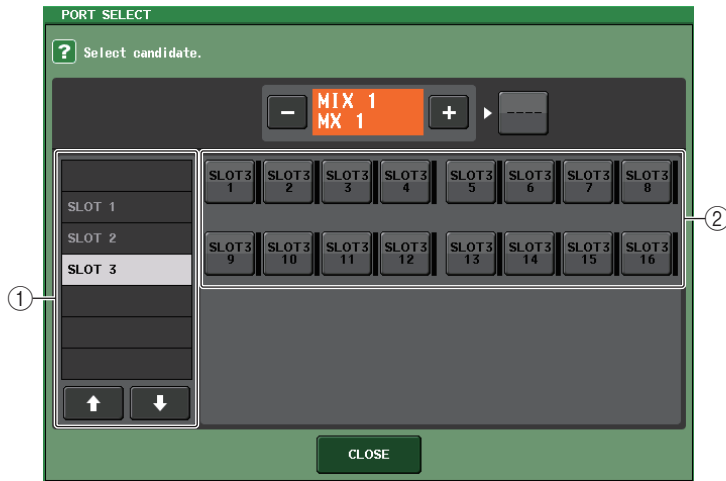 PORT SELECT
? Select candidate.
− MIX 1 MX 1 + ----
SLOT 1
SLOT 2
SLOT 3
SLOT3 1 SLOT3 2 SLOT3 3 SLOT3 4 SLOT3 5 SLOT3 6 SLOT3 7 SLOT3 8
SLOT3 9 SLOT3 10 SLOT3 11 SLOT3 12 SLOT3 13 SLOT3 14 SLOT3 15 SLOT3 16
①
②
CLOSE